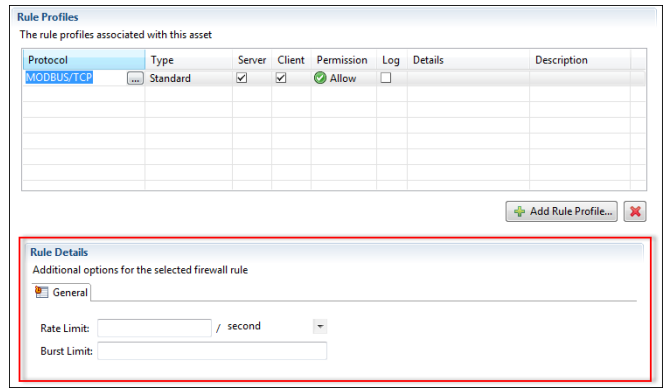 Rule Profiles
The rule profiles associated with this asset
Protocol Type Server Client Permission Log Details Description
MODBUS/TCP ... Standard Allow
Add Rule Profile...
Rule Details
Additional options for the selected firewall rule
General
Rate Limit: / second
Burst Limit: